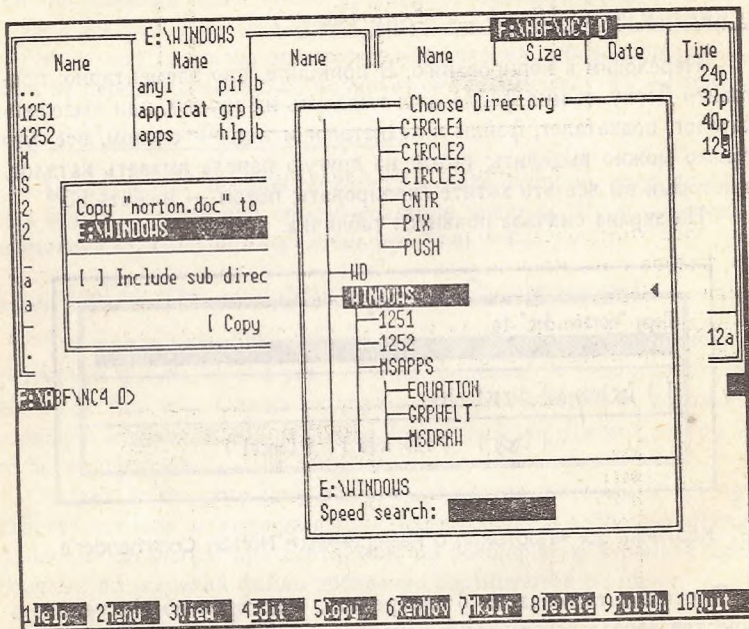 E:\WINDOWS
E:\ABF\NC4_0
Name Name Name Name Size Date Time
..
1251
1252
anyi pif b
applicat grp b
apps hlp b
24p
37p
40p
12a
12a
Copy "norton.doc" to
E:\WINDOWS
[ ] Include sub direc
[ Copy
Choose Directory
CIRCLE1
CIRCLE2
CIRCLE3
CNTR
PIX
PUSH
WD
WINDOWS
1251
1252
MSAPPS
EQUATION
GRPHFLT
MSDRAW
E:\WINDOWS
Speed search:
E:\ABF\NC4_0>
1Help 2Menu 3View 4Edit 5Copy 6RenMov 7Mkdir 8Delete 9PullDn 10Quit